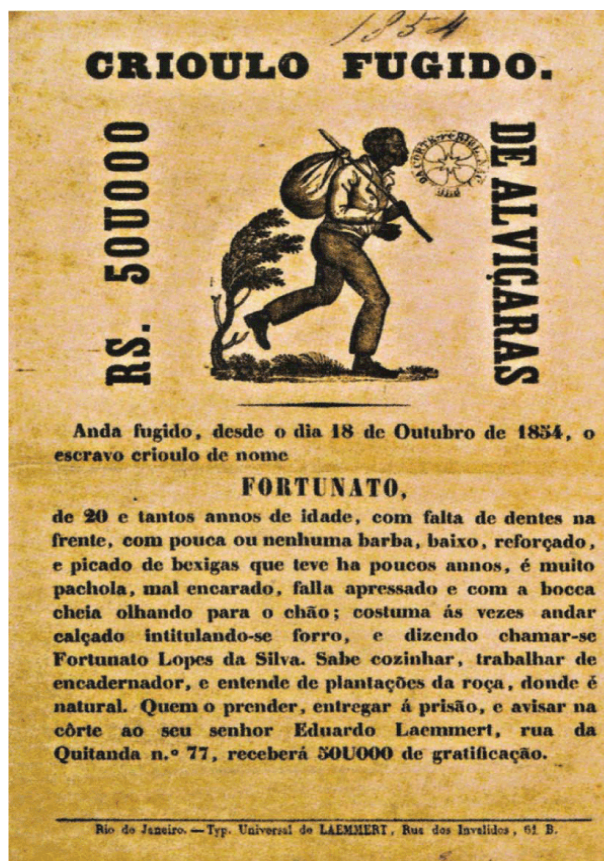 1854
CRIOULO FUGIDO.
RS. 50U000
DE ALVIÇARAS
Anda fugido, desde o dia 18 de Outubro de 1854, o
escravo crioulo de nome
FORTUNATO,
de 20 e tantos annos de idade, com falta de dentes na
frente, com pouca ou nenhuma barba, baixo, reforçado,
e picado de bexigas que teve ha poucos annos, é muito
pachola, mal encarado, falla apressado e com a bocca
cheia olhando para o chão; costuma ás vezes andar
calçado intitulando-se forro, e dizendo chamar-se
Fortunato Lopes da Silva. Sabe cozinhar, trabalhar de
encadernador, e entende de plantações da roça, donde é
natural. Quem o prender, entregar á prisão, e avisar na
côrte ao seu senhor Eduardo Laemmert, rua da
Quitanda n.º 77, receberá 50U000 de gratificação.
Rio de Janeiro. — Typ. Universal de LAEMMERT, Rua dos Invalidos, 61 B.